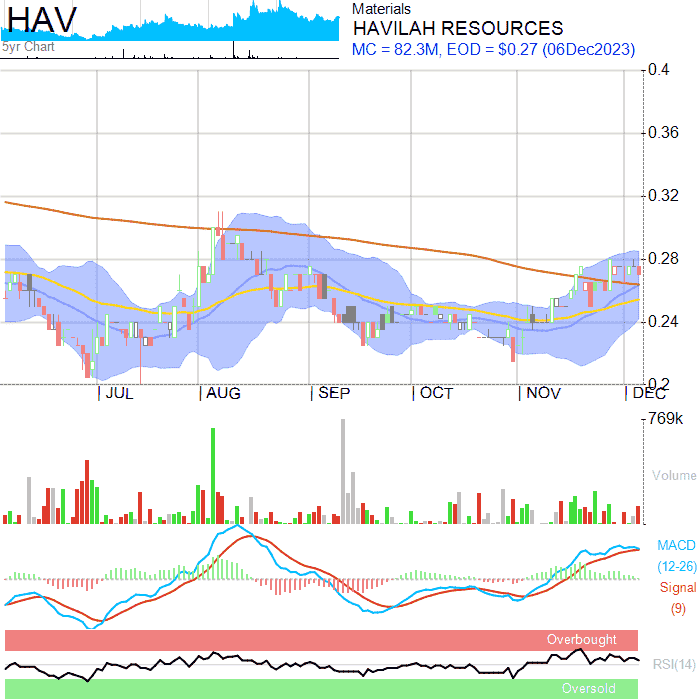 HAV
5yr Chart
Materials
HAVILAH RESOURCES
MC = 82.3M, EOD = $0.27 (06Dec2023)
0.4
0.36
0.32
0.28
0.24
0.2
JUL AUG SEP OCT NOV DEC
769k
Volume
MACD
(12-26)
Signal
(9)
Overbought
RSI(14)
Oversold